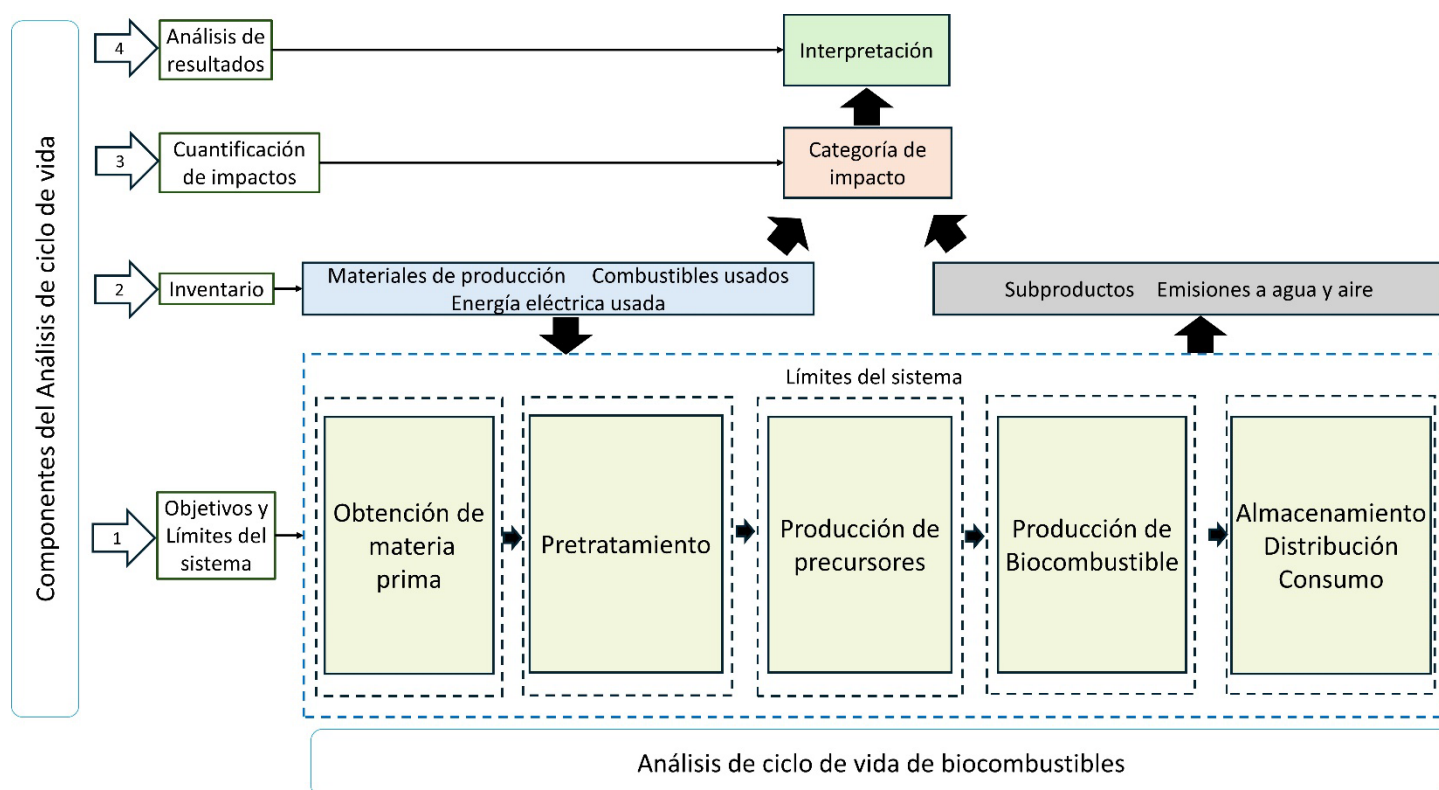 Componentes del Análisis de ciclo de vida
4
Análisis de
resultados
Interpretación
3
Cuantificación
de impactos
Categoría de
impacto
2
Inventario
Materiales de producción Combustibles usados
Energía eléctrica usada
Subproductos Emisiones a agua y aire
Límites del sistema
1
Objetivos y
Límites del
sistema
Obtención de
materia
prima
Pretratamiento
Producción de
precursores
Producción de
Biocombustible
Almacenamiento
Distribución
Consumo
Análisis de ciclo de vida de biocombustibles